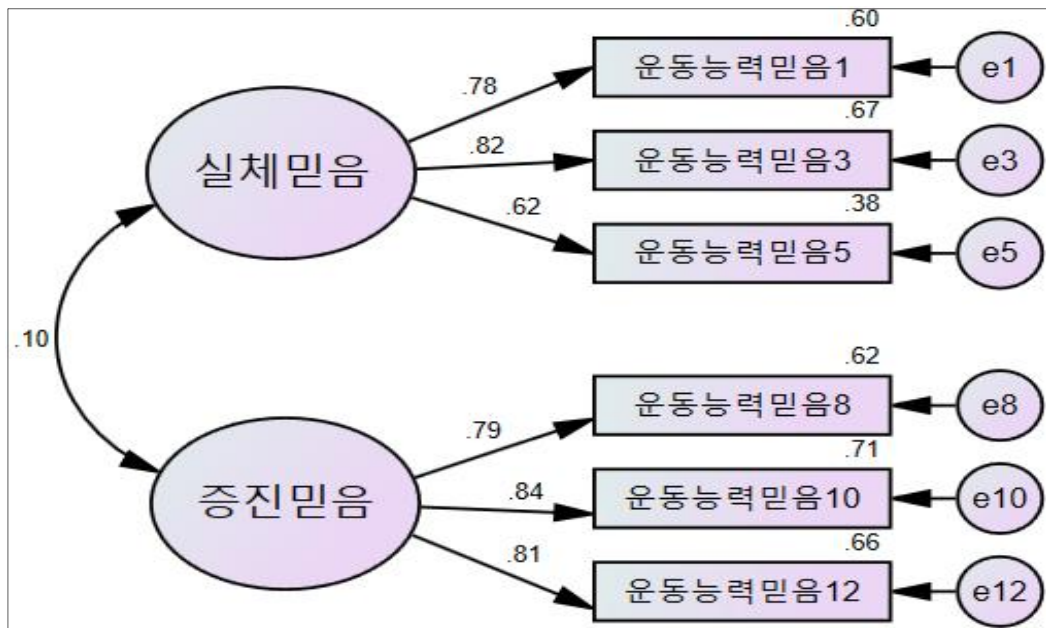 .60
운동능력믿음1
e1
.78
.67
실체믿음
.82
운동능력믿음3
e3
.62
.38
운동능력믿음5
e5
.10
.62
운동능력믿음8
e8
.79
.71
증진믿음
.84
운동능력믿음10
e10
.81
.66
운동능력믿음12
e12